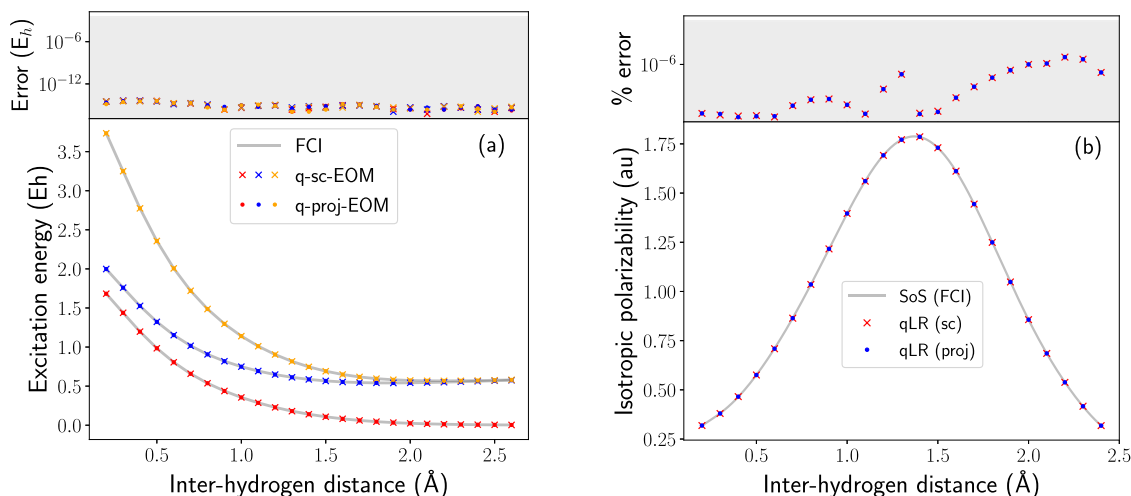 Error (E_h)
10^{-6}
10^{-12}
(a)
FCI
q-sc-EOM
q-proj-EOM
Excitation energy (Eh)
3.5
3.0
2.5
2.0
1.5
1.0
0.5
0.0
0.5 1.0 1.5 2.0 2.5
Inter-hydrogen distance (Å)
% error
10^{-6}
(b)
Isotropic polarizability (au)
1.75
1.50
1.25
1.00
0.75
0.50
0.25
SoS (FCI)
qLR (sc)
qLR (proj)
0.5 1.0 1.5 2.0 2.5
Inter-hydrogen distance (Å)